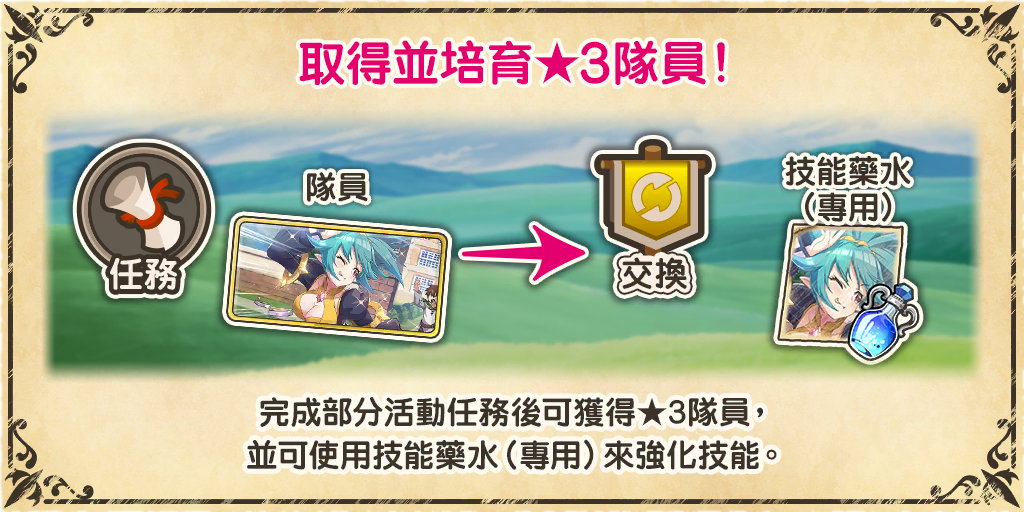 取得並培育★3隊員！
任務
隊員
交換
技能藥水
（專用）
完成部分活動任務後可獲得★3隊員，
並可使用技能藥水（專用）來強化技能。